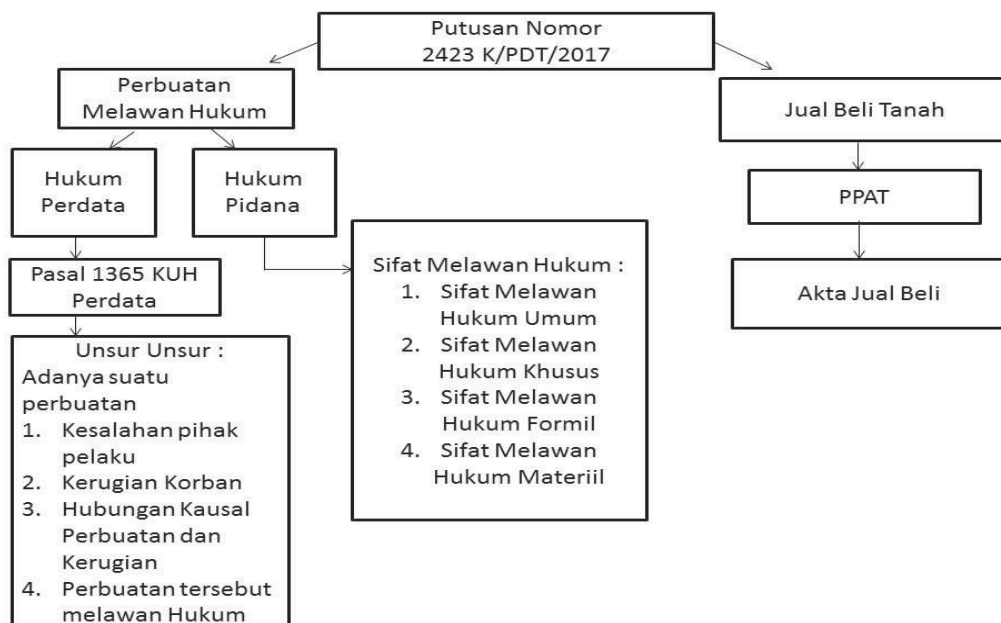 Putusan Nomor
2423 K/PDT/2017
Perbuatan
Melawan Hukum
Jual Beli Tanah
Hukum
Perdata
Hukum
Pidana
PPAT
Pasal 1365 KUH
Perdata
Sifat Melawan Hukum :
1. Sifat Melawan
Hukum Umum
2. Sifat Melawan
Hukum Khusus
3. Sifat Melawan
Hukum Formil
4. Sifat Melawan
Hukum Materiil
Akta Jual Beli
Unsur Unsur :
Adanya suatu
perbuatan
1. Kesalahan pihak
pelaku
2. Kerugian Korban
3. Hubungan Kausal
Perbuatan dan
Kerugian
4. Perbuatan tersebut
melawan Hukum